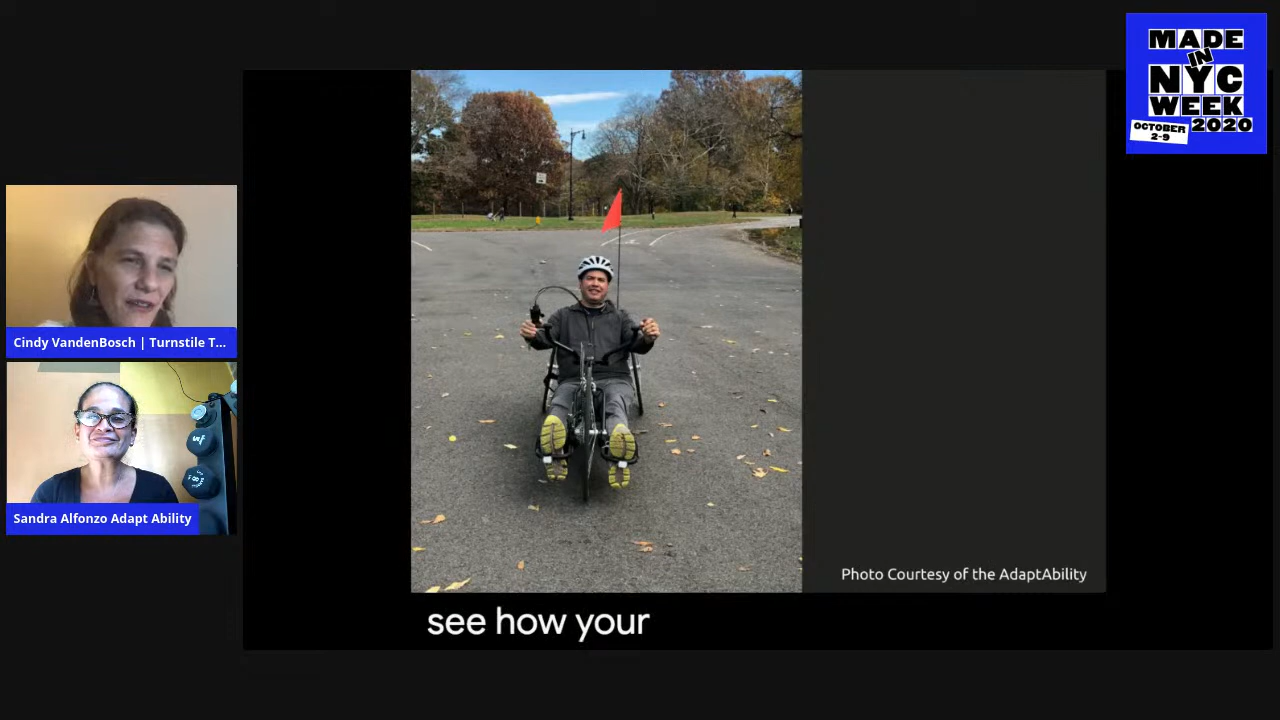 MADE
IN
NYC
WEEK
2020
OCTOBER
2-9
Cindy VandenBosch | Turnstile T...
Sandra Alfonzo Adapt Ability
Photo Courtesy of the AdaptAbility
see how your